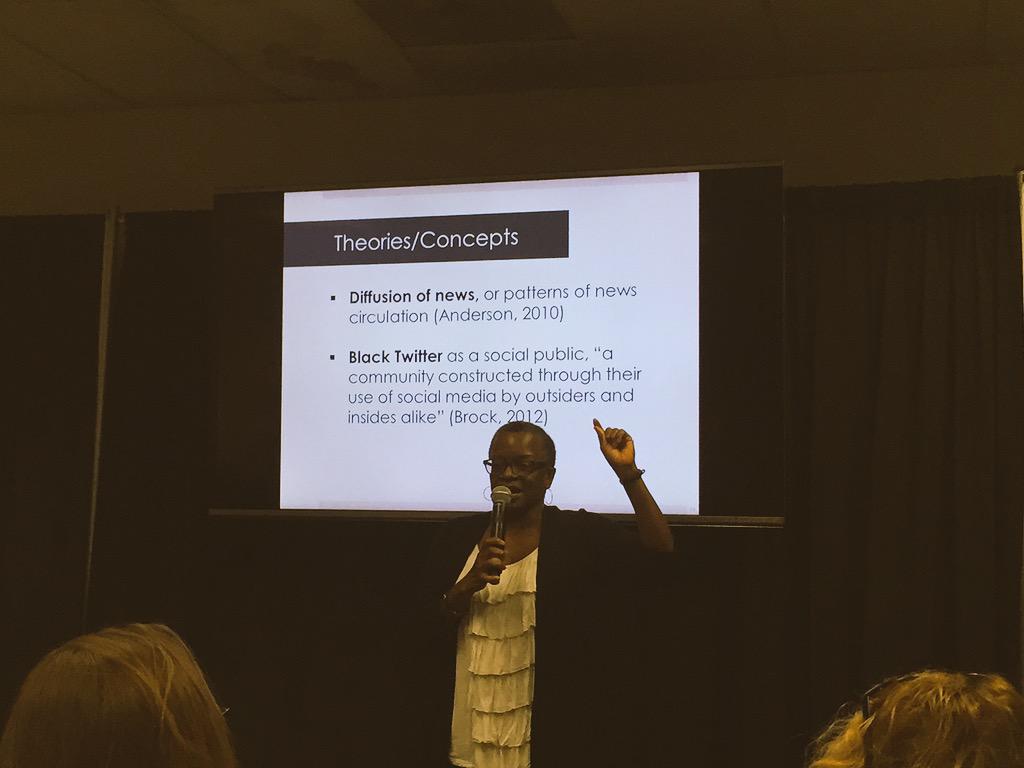 Theories/Concepts
▪ Diffusion of news, or patterns of news
circulation (Anderson, 2010)
▪ Black Twitter as a social public, “a
community constructed through their
use of social media by outsiders and
insides alike” (Brock, 2012)